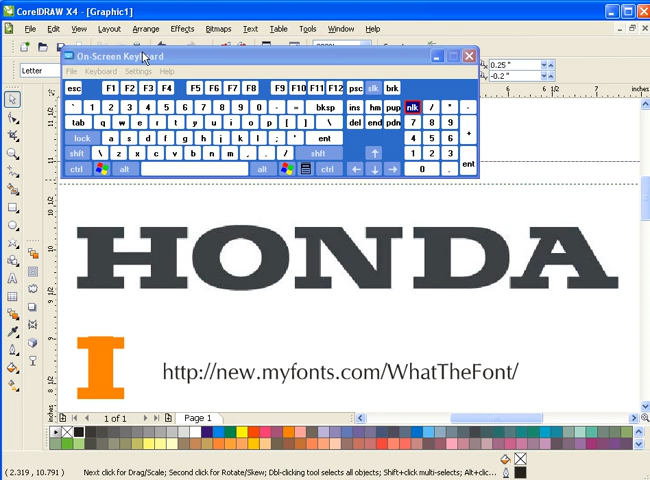 CorelDRAW X4 - [Graphic1]
File Edit View Layout Arrange Effects Bitmaps Text Table Tools Window Help
On-Screen Keyboard
File Keyboard Settings Help
Letter
0.25 "
-0.2 "
esc F1 F2 F3 F4 F5 F6 F7 F8 F9 F10 F11 F12 psc slk brk
` 1 2 3 4 5 6 7 8 9 0 - = bksp ins hm pup nlk / * -
tab q w e r t y u i o p [ ] \ del end pdn 7 8 9 +
lock a s d f g h j k l ; ' ent 4 5 6
shft \ z x c v b n m , . / shft ↑ 1 2 3 ent
ctrl alt alt ctrl ← ↓ → 0 .
inches
HONDA
I
http://new.myfonts.com/WhatTheFont/
1 of 1 Page 1
( 2.319 , 10.791 ) Next click for Drag/Scale; Second click for Rotate/Skew; Dbl-clicking tool selects all objects; Shift+click multi-selects; Alt+clic...